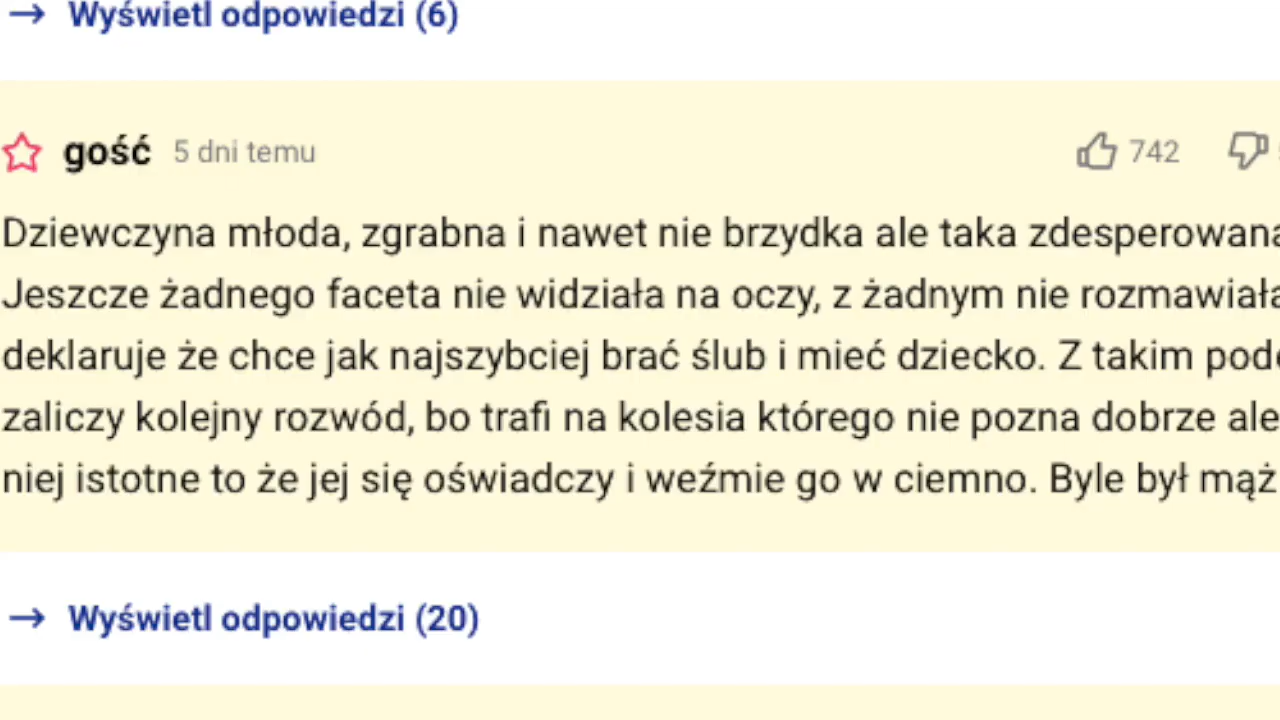 → Wyświetl odpowiedzi (6)
gość 5 dni temu 742
Dziewczyna młoda, zgrabna i nawet nie brzydka ale taka zdesperowana
Jeszcze żadnego faceta nie widziała na oczy, z żadnym nie rozmawiała
deklaruje że chce jak najszybciej brać ślub i mieć dziecko. Z takim
zaliczy kolejny rozwód, bo trafi na kolesia którego nie pozna dobrze ale
niej istotne to że jej się oświadczy i weźmie go w ciemno. Byle był mąż
→ Wyświetl odpowiedzi (20)